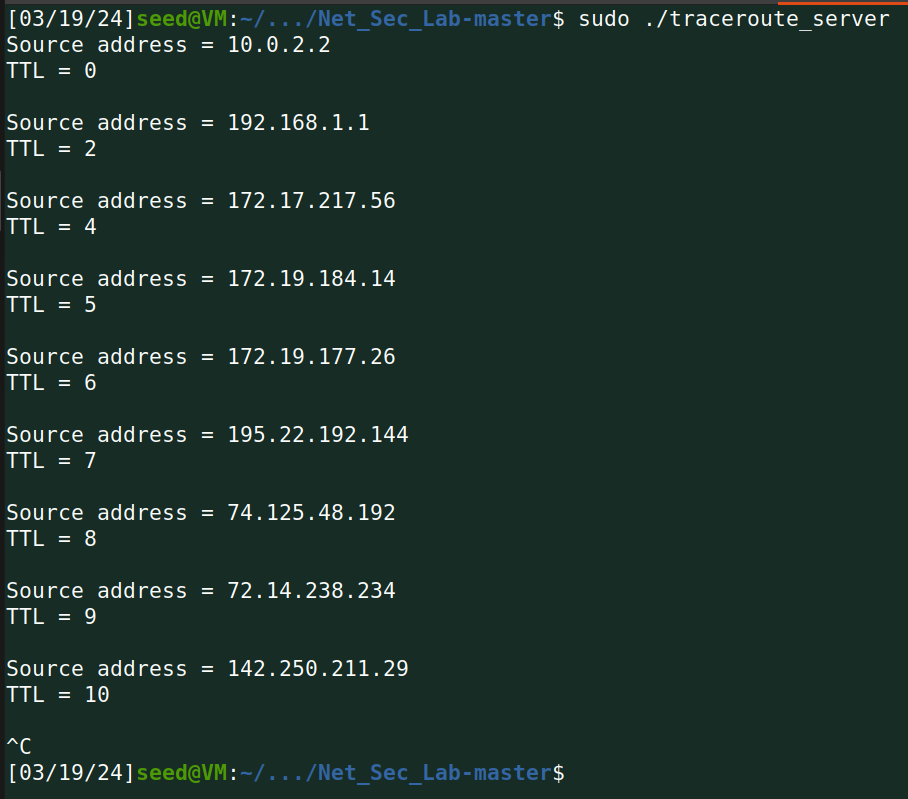 [03/19/24]seed@VM:~/.../Net_Sec_Lab-master$ sudo ./traceroute_server
Source address = 10.0.2.2
TTL = 0
Source address = 192.168.1.1
TTL = 2
Source address = 172.17.217.56
TTL = 4
Source address = 172.19.184.14
TTL = 5
Source address = 172.19.177.26
TTL = 6
Source address = 195.22.192.144
TTL = 7
Source address = 74.125.48.192
TTL = 8
Source address = 72.14.238.234
TTL = 9
Source address = 142.250.211.29
TTL = 10
^C
[03/19/24]seed@VM:~/.../Net_Sec_Lab-master$